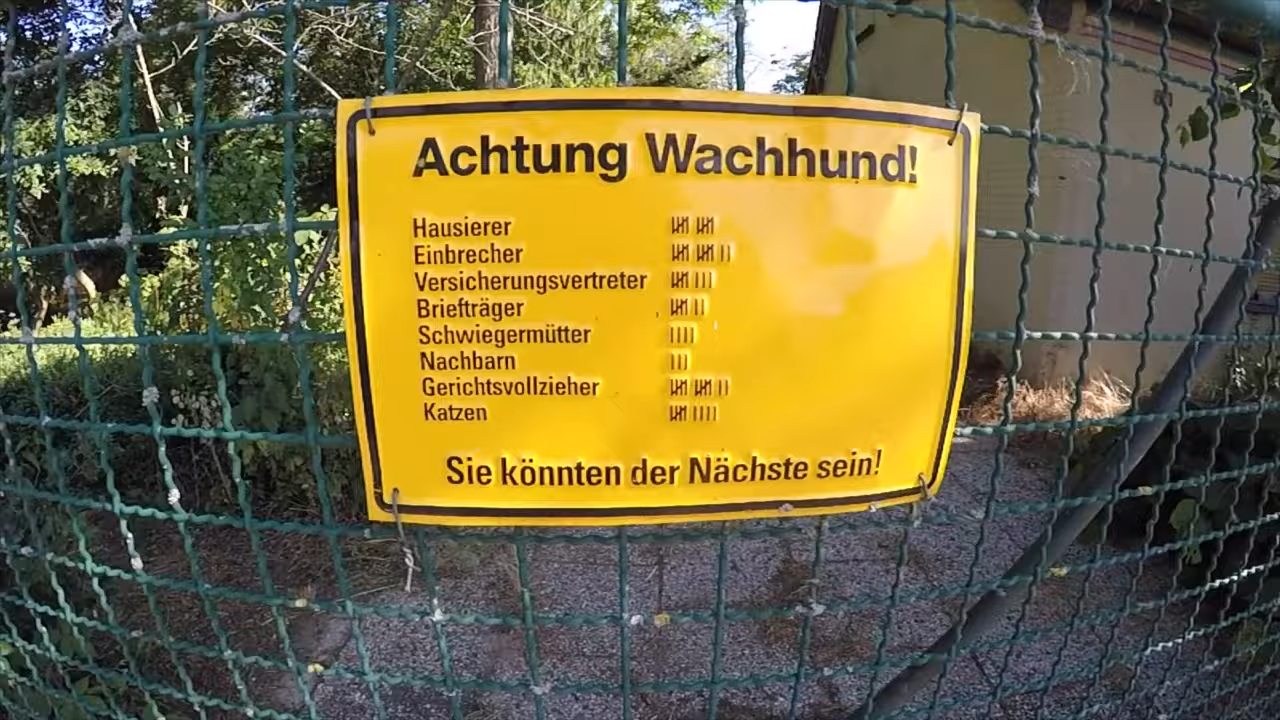 Achtung Wachhund!
Hausierer
Einbrecher
Versicherungsvertreter
Briefträger
Schwiegermütter
Nachbarn
Gerichtsvollzieher
Katzen
Sie könnten der Nächste sein!